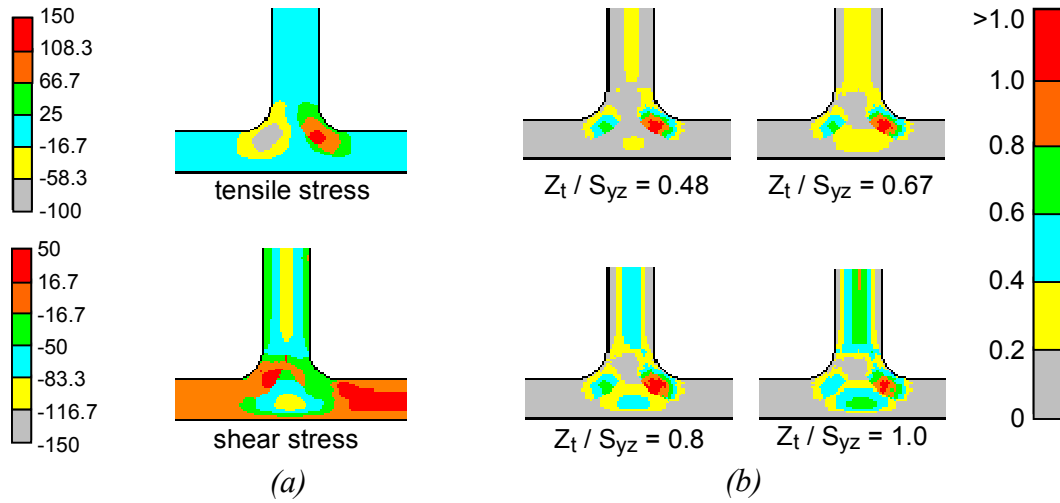 150
108.3
66.7
25
-16.7
-58.3
-100
tensile stress
50
16.7
-16.7
-50
-83.3
-116.7
-150
shear stress
(a)
Zt / Syz = 0.48
Zt / Syz = 0.67
Zt / Syz = 0.8
Zt / Syz = 1.0
(b)
>1.0
1.0
0.8
0.6
0.4
0.2
0